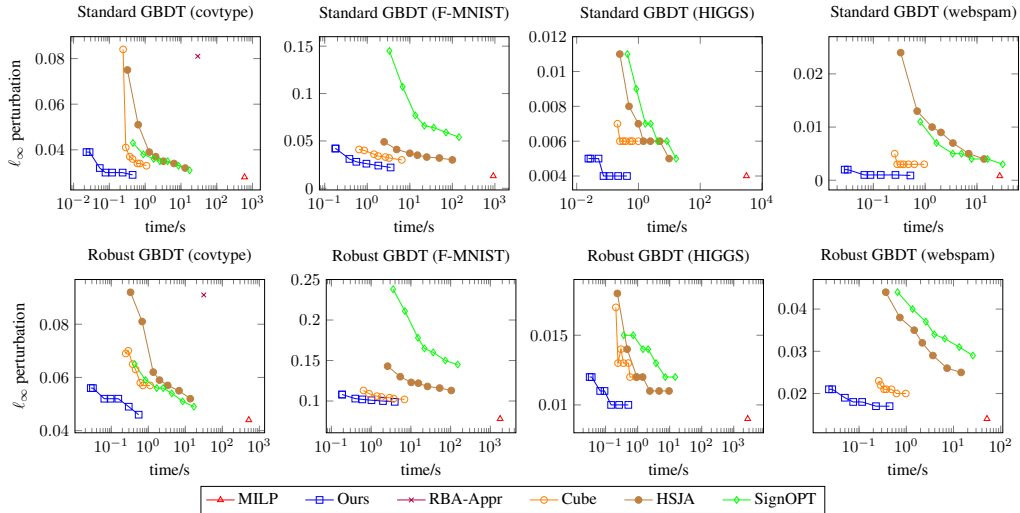 Standard GBDT (covtype)
Standard GBDT (F-MNIST)
Standard GBDT (HIGGS)
Standard GBDT (webspam)
ℓ∞ perturbation
0.08
0.06
0.04
10⁻² 10⁻¹ 10⁰ 10¹ 10² 10³
time/s
0.15
0.1
0.05
0
10⁻¹ 10⁰ 10¹ 10² 10³
time/s
0.012
0.01
0.008
0.006
0.004
10⁻² 10⁰ 10² 10⁴
time/s
0.02
0.01
0
10⁻¹ 10⁰ 10¹
time/s
Robust GBDT (covtype)
Robust GBDT (F-MNIST)
Robust GBDT (HIGGS)
Robust GBDT (webspam)
ℓ∞ perturbation
0.08
0.06
0.04
10⁻¹ 10⁰ 10¹ 10² 10³
time/s
0.25
0.2
0.15
0.1
10⁻¹ 10⁰ 10¹ 10² 10³
time/s
0.015
0.01
10⁻¹ 10⁰ 10¹ 10² 10³
time/s
0.04
0.03
0.02
10⁻¹ 10⁰ 10¹ 10²
time/s
MILP Ours RBA-Appr Cube HSJA SignOPT